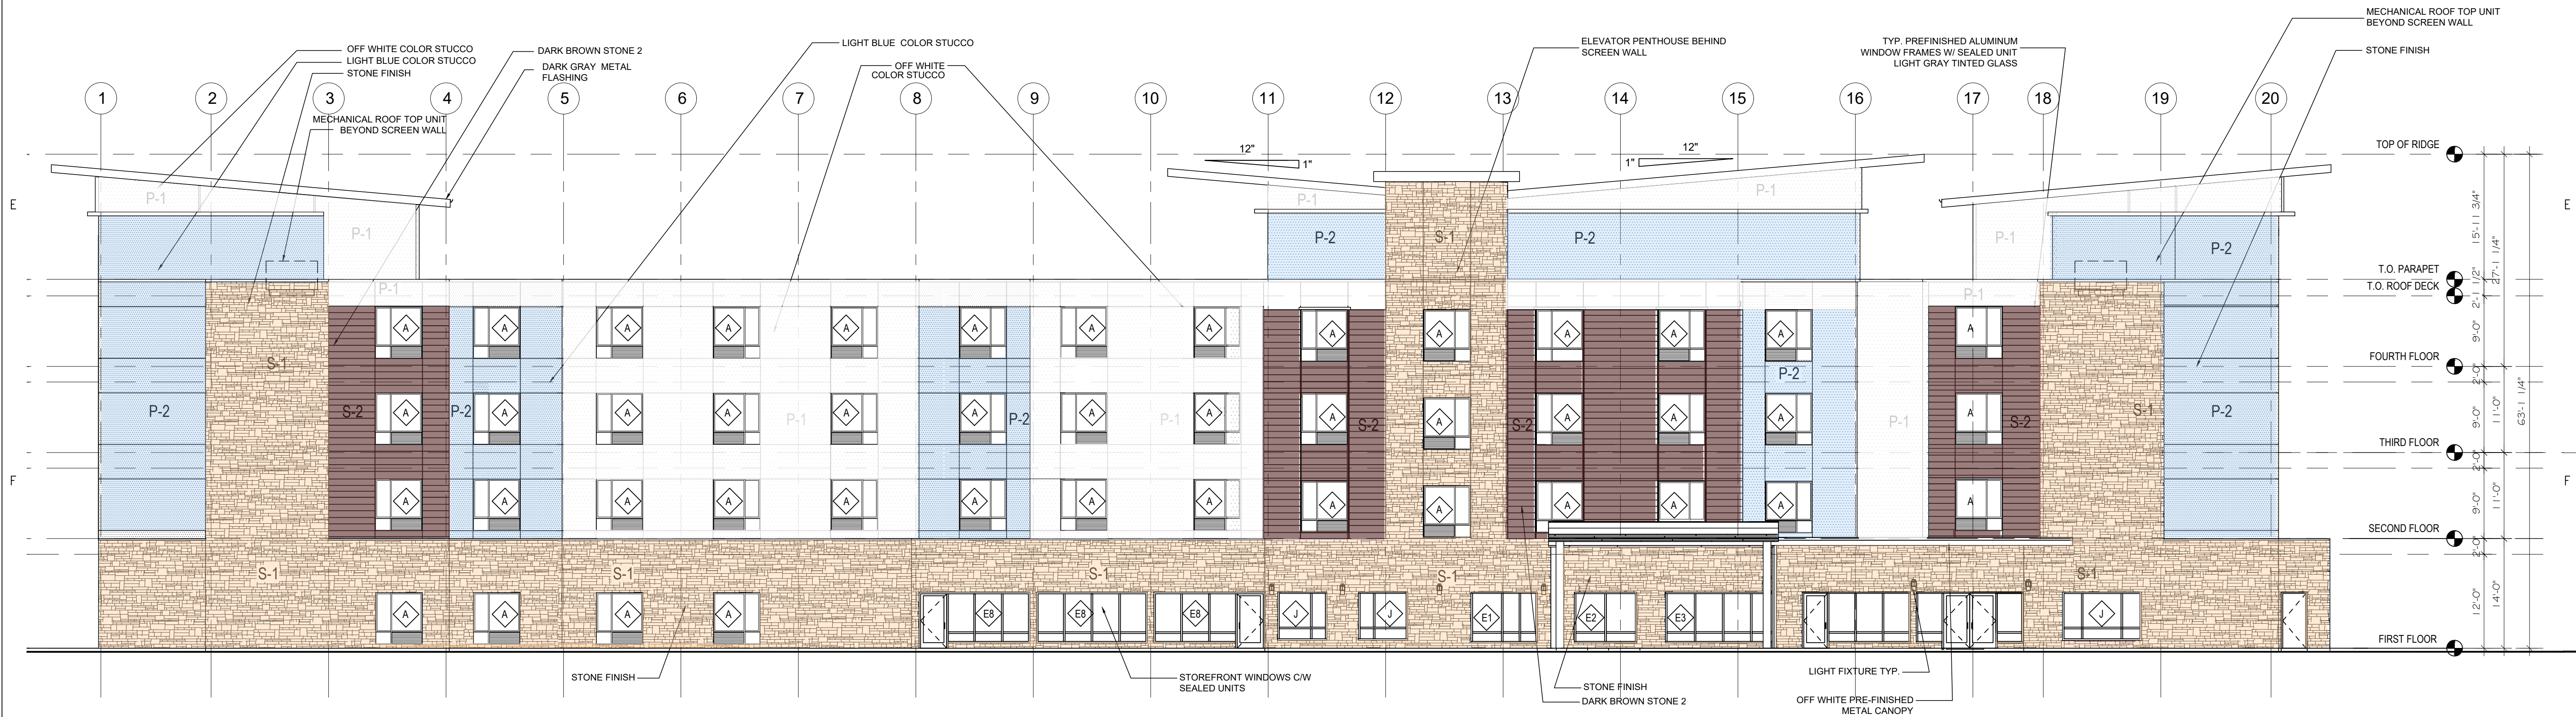 MECHANICAL ROOF TOP UNIT
BEYOND SCREEN WALL
STONE FINISH
OFF WHITE COLOR STUCCO
LIGHT BLUE COLOR STUCCO
STONE FINISH
DARK BROWN STONE 2
DARK GRAY METAL
FLASHING
LIGHT BLUE COLOR STUCCO
OFF WHITE
COLOR STUCCO
ELEVATOR PENTHOUSE BEHIND
SCREEN WALL
TYP. PREFINISHED ALUMINUM
WINDOW FRAMES W/ SEALED UNIT
LIGHT GRAY TINTED GLASS
1 2 3 4 5 6 7 8 9 10 11 12 13 14 15 16 17 18 19 20
MECHANICAL ROOF TOP UNIT
BEYOND SCREEN WALL
12" 1"
12" 1"
TOP OF RIDGE
E P-1 P-1 P-1 E
P-1 P-2 S-1 P-2 P-1 P-2
15'-11 3/4"
27'-1 1/4"
T.O. PARAPET
2'-1 1/2"
T.O. ROOF DECK
P-1 P-1
9'-0"
A A A A A A A A A A A A A A
S-1 P-2
FOURTH FLOOR
2'-0"
63'-1 1/4"
P-2 S-2 P-2 P-1 P-2 P-1 S-2 S-2 P-1 S-2 S-1 P-2
A A A A A A A A A A A A A A
9'-0" 11'-0"
THIRD FLOOR
2'-0"
F F
A A A A A A A A A A A A A A
9'-0" 11'-0"
SECOND FLOOR
2'-0"
S-1 S-1 S-1 S-1 S-1
A A A A E8 E8 E8 J J E1 E2 E3 J
12'-0" 14'-0"
FIRST FLOOR
STONE FINISH
STOREFRONT WINDOWS C/W
SEALED UNITS
STONE FINISH
DARK BROWN STONE 2
LIGHT FIXTURE TYP.
OFF WHITE PRE-FINISHED
METAL CANOPY